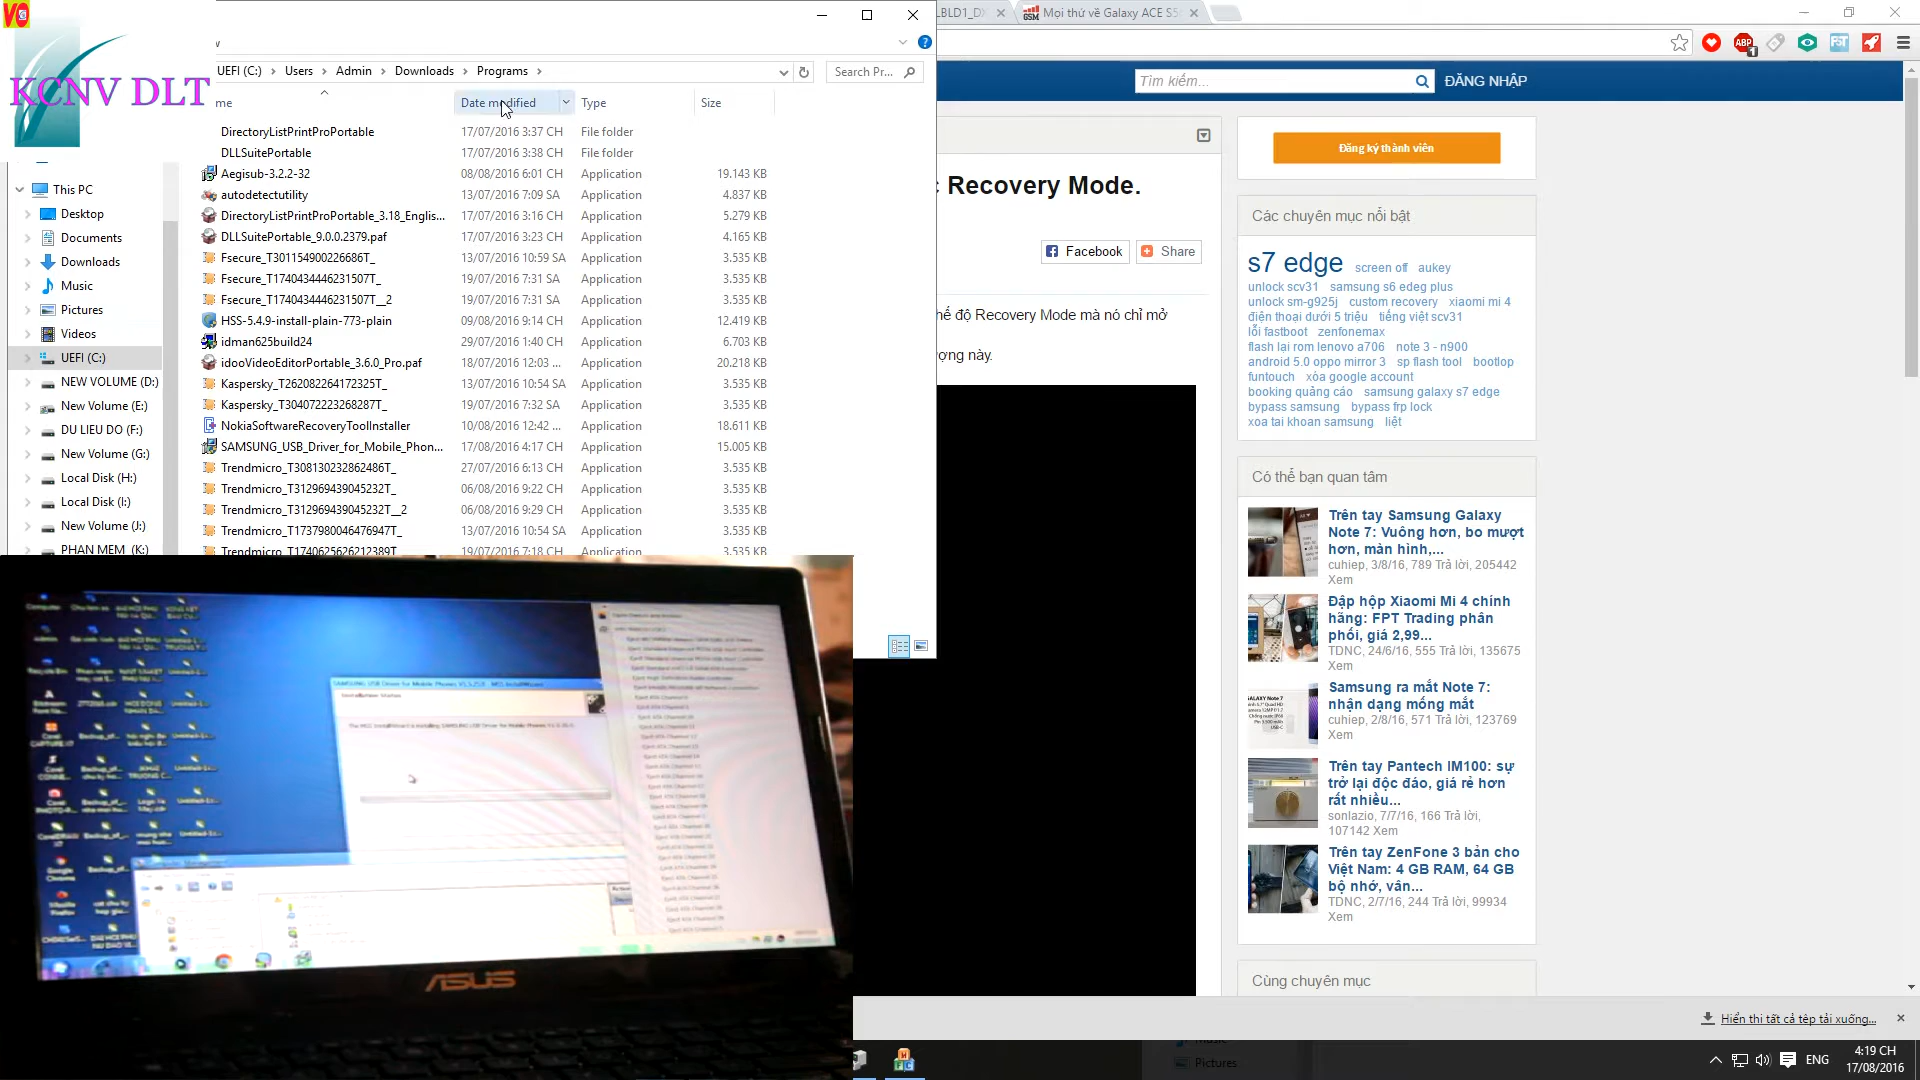 VC
KCNV DLT
LBLD1_DX
Mọi thứ về Galaxy ACE S5
w
UEFI (C:) > Users > Admin > Downloads > Programs >
Search Pr...
me
Date modified
Type
Size
DirectoryListPrintProPortable 17/07/2016 3:37 CH File folder
DLLSuitePortable 17/07/2016 3:38 CH File folder
Aegisub-3.2.2-32 08/08/2016 6:01 CH Application 19.143 KB
autodetectutility 13/07/2016 7:09 SA Application 4.837 KB
DirectoryListPrintProPortable_3.18_Englis... 17/07/2016 3:16 CH Application 5.279 KB
DLLSuitePortable_9.0.0.2379.paf 17/07/2016 3:23 CH Application 4.165 KB
Fsecure_T301154900226686T_ 13/07/2016 10:59 SA Application 3.535 KB
Fsecure_T1740434446231507T_ 19/07/2016 7:31 SA Application 3.535 KB
Fsecure_T1740434446231507T__2 19/07/2016 7:31 SA Application 3.535 KB
HSS-5.4.9-install-plain-773-plain 09/08/2016 9:14 CH Application 12.419 KB
idman625build24 29/07/2016 1:40 CH Application 6.703 KB
idooVideoEditorPortable_3.6.0_Pro.paf 18/07/2016 12:03 ... Application 20.218 KB
Kaspersky_T262082264172325T_ 13/07/2016 10:54 SA Application 3.535 KB
Kaspersky_T304072223268287T_ 19/07/2016 7:32 SA Application 3.535 KB
NokiaSoftwareRecoveryToolInstaller 10/08/2016 12:42 ... Application 18.611 KB
SAMSUNG_USB_Driver_for_Mobile_Phon... 17/08/2016 4:17 CH Application 15.005 KB
Trendmicro_T308130232862486T_ 27/07/2016 6:13 CH Application 3.535 KB
Trendmicro_T312969439045232T_ 06/08/2016 9:22 CH Application 3.535 KB
Trendmicro_T312969439045232T__2 06/08/2016 9:29 CH Application 3.535 KB
Trendmicro_T1737980046476947T_ 13/07/2016 10:54 SA Application 3.535 KB
Trendmicro_T1740625626212389T_ 19/07/2016 7:18 CH Application 3.535 KB
This PC
Desktop
Documents
Downloads
Music
Pictures
Videos
UEFI (C:)
NEW VOLUME (D:)
New Volume (E:)
DU LIEU DO (F:)
New Volume (G:)
Local Disk (H:)
Local Disk (I:)
New Volume (J:)
PHAN MEM (K:)
ABP
1
FST
Tìm kiếm...
ĐĂNG NHẬP
c Recovery Mode.
Facebook
Share
hế độ Recovery Mode mà nó chỉ mở
ợng này.
Đăng ký thành viên
Các chuyên mục nổi bật
s7 edge screen off aukey
unlock scv31 samsung s6 edeg plus
unlock sm-g925j custom recovery xiaomi mi 4
điện thoại dưới 5 triệu tiếng việt scv31
lỗi fastboot zenfonemax
flash lại rom lenovo a706 note 3 - n900
android 5.0 oppo mirror 3 sp flash tool bootlop
funtouch xòa google account
booking quảng cáo samsung galaxy s7 edge
bypass samsung bypass frp lock
xoa tai khoan samsung liệt
Có thể bạn quan tâm
Trên tay Samsung Galaxy
Note 7: Vuông hơn, bo mượt
hơn, màn hình,...
cuhiep, 3/8/16, 789 Trả lời, 205442
Xem
Đập hộp Xiaomi Mi 4 chính
hãng: FPT Trading phân
phối, giá 2,99...
TDNC, 24/6/16, 555 Trả lời, 135675
Xem
Samsung ra mắt Note 7:
nhận dạng mống mắt
cuhiep, 2/8/16, 571 Trả lời, 123769
Xem
Trên tay Pantech IM100: sự
trở lại độc đáo, giá rẻ hơn
rất nhiều...
sonlazio, 7/7/16, 166 Trả lời,
107142 Xem
Trên tay ZenFone 3 bản cho
Việt Nam: 4 GB RAM, 64 GB
bộ nhớ, vân...
TDNC, 2/7/16, 244 Trả lời, 99934
Xem
Cùng chuyên mục
ASUS
Hiển thị tất cả tệp tải xuống...
Pictures
ENG
4:19 CH
17/08/2016